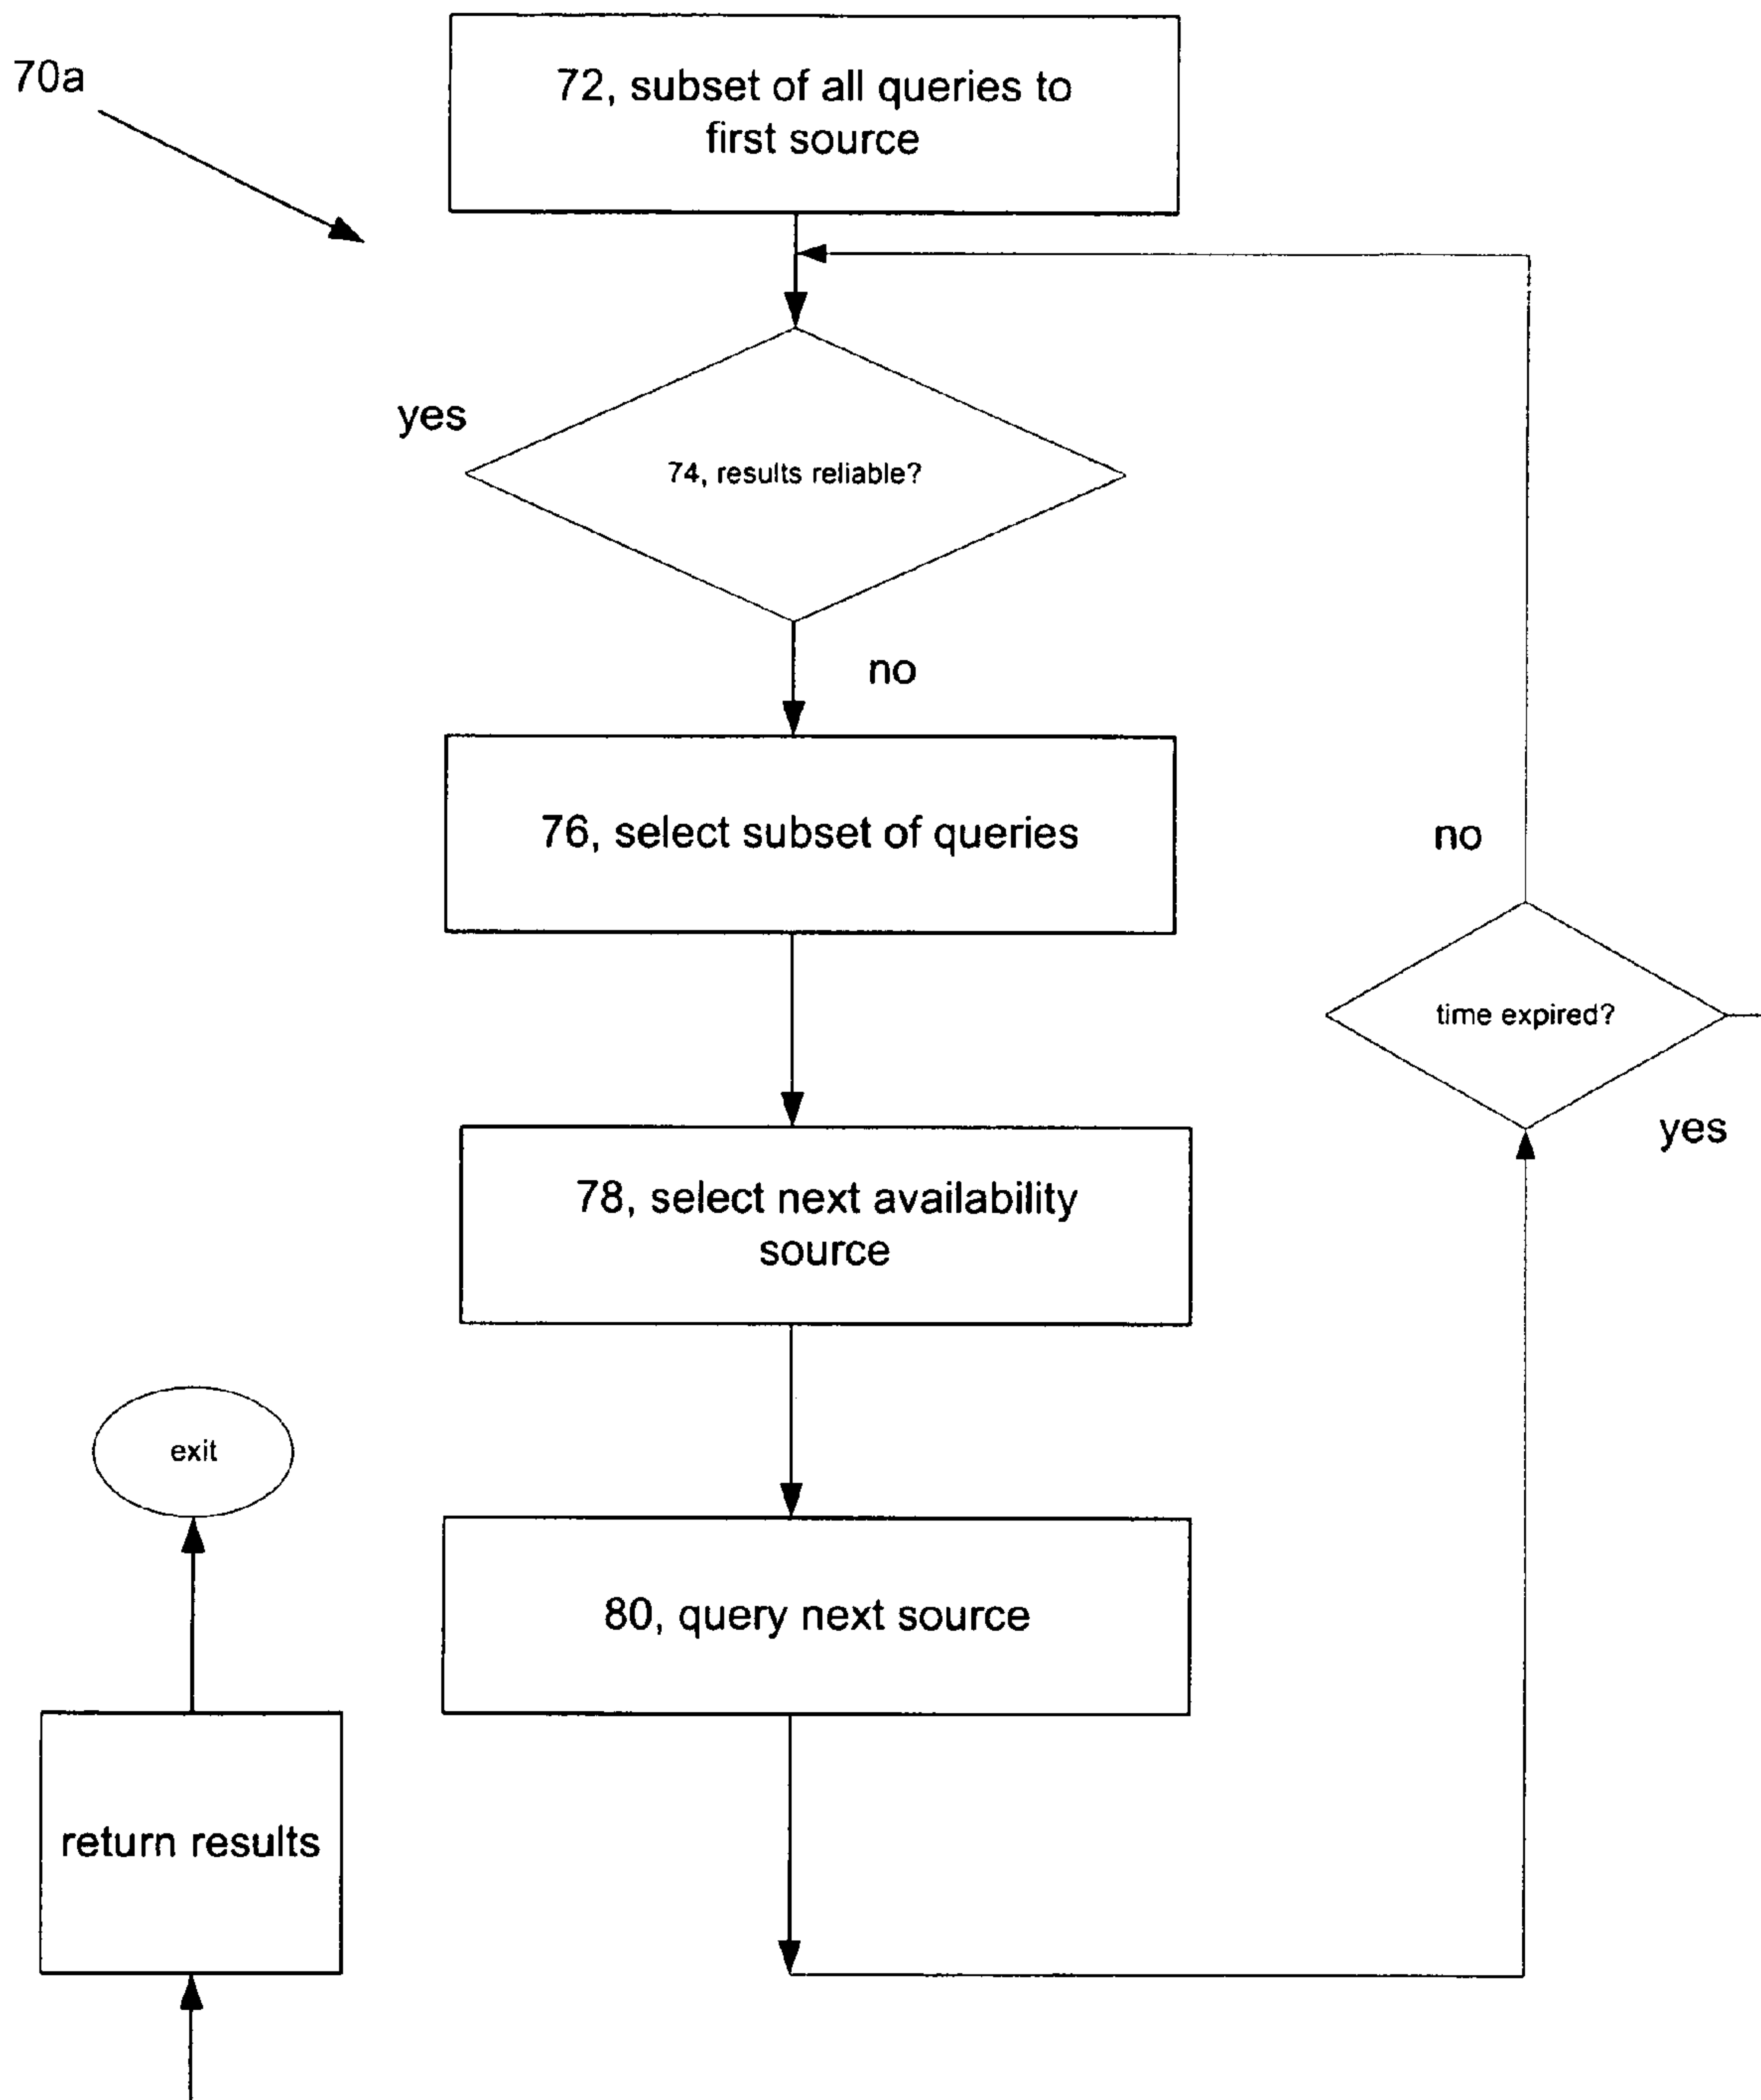 70a
72, subset of all queries to
first source
yes
74, results reliable?
no
76, select subset of queries
no
time expired?
yes
78, select next availability
source
exit
80, query next source
return results